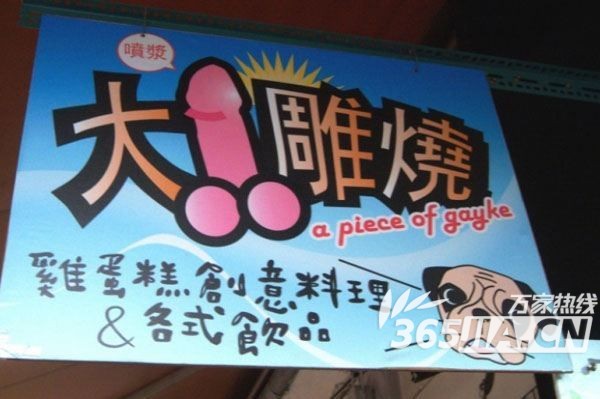 噴漿
大雕燒
a piece of gayke
雞蛋糕創意料理
&各式飲品
万家热线
365JIA.CN